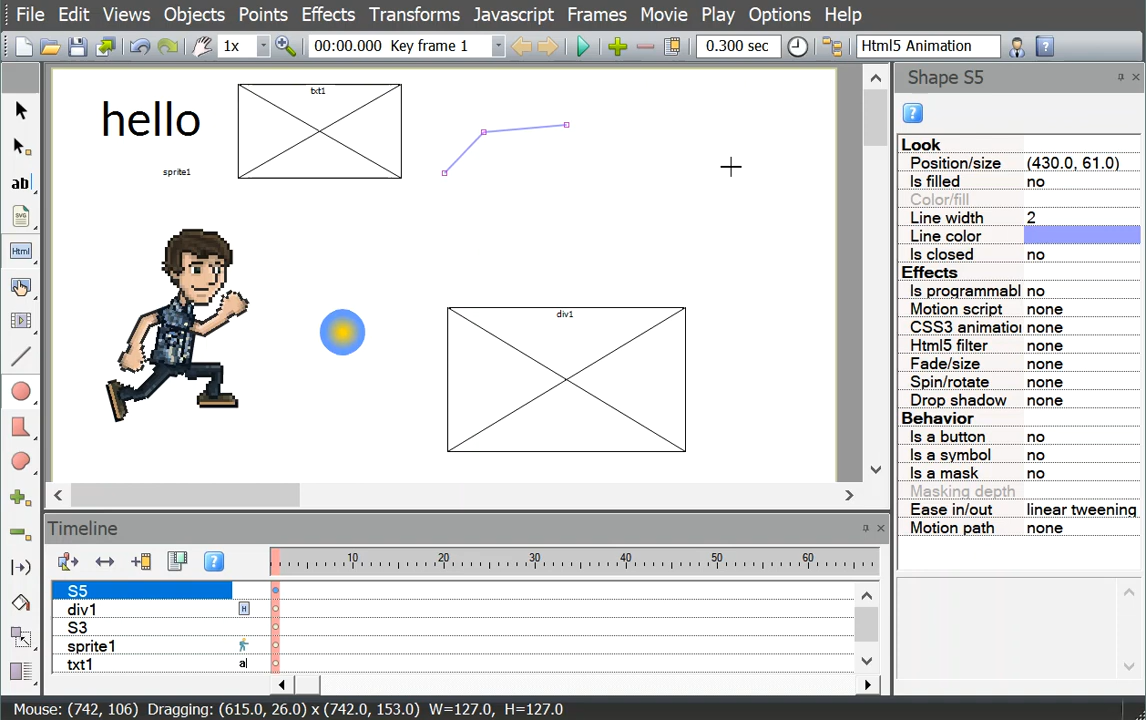 File Edit Views Objects Points Effects Transforms Javascript Frames Movie Play Options Help
1x 00:00.000 Key frame 1 0.300 sec Html5 Animation
Shape S5
hello
txt1
sprite1
div1
ab
SVG
Html
Look
Position/size (430.0, 61.0)
Is filled no
Color/fill
Line width 2
Line color
Is closed no
Effects
Is programmabl no
Motion script none
CSS3 animatio none
Html5 filter none
Fade/size none
Spin/rotate none
Drop shadow none
Behavior
Is a button no
Is a symbol no
Is a mask no
Masking depth
Ease in/out linear tweening
Motion path none
Timeline
10 20 30 40 50 60
S5
div1 H
S3
sprite1
txt1 a
Mouse: (742, 106) Dragging: (615.0, 26.0) x (742.0, 153.0) W=127.0, H=127.0